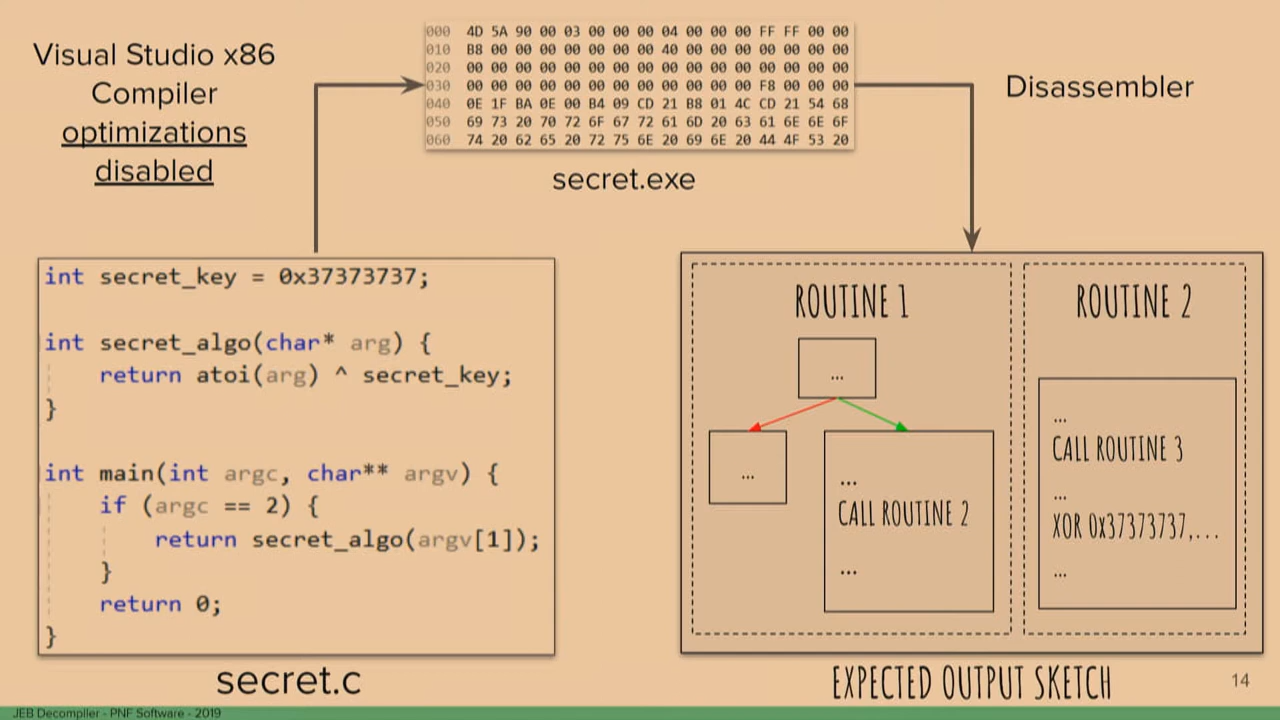 Visual Studio x86
Compiler
optimizations
disabled
000 4D 5A 90 00 03 00 00 00 04 00 00 00 FF FF 00 00
010 B8 00 00 00 00 00 00 00 40 00 00 00 00 00 00 00
020 00 00 00 00 00 00 00 00 00 00 00 00 00 00 00 00
030 00 00 00 00 00 00 00 00 00 00 00 00 F8 00 00 00
040 0E 1F BA 0E 00 B4 09 CD 21 B8 01 4C CD 21 54 68
050 69 73 20 70 72 6F 67 72 61 6D 20 63 61 6E 6E 6F
060 74 20 62 65 20 72 75 6E 20 69 6E 20 44 4F 53 20
secret.exe
Disassembler
int secret_key = 0x37373737;
int secret_algo(char* arg) {
return atoi(arg) ^ secret_key;
}
int main(int argc, char** argv) {
if (argc == 2) {
return secret_algo(argv[1]);
}
return 0;
}
secret.c
ROUTINE 1
...
...
...
CALL ROUTINE 2
...
ROUTINE 2
...
CALL ROUTINE 3
...
XOR 0x37373737,...
...
EXPECTED OUTPUT SKETCH
14
JEB Decompiler - PNF Software - 2019